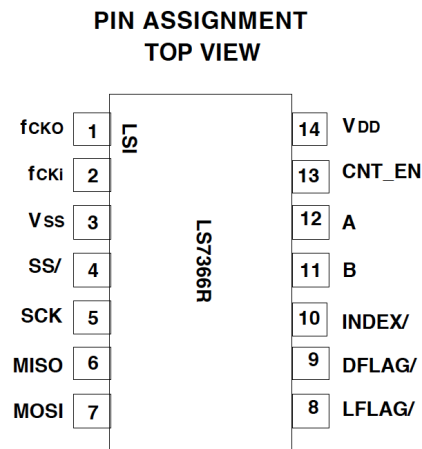 PIN ASSIGNMENT
TOP VIEW
fCKO 1 14 VDD
LSI
fCKi 2 13 CNT_EN
VSS 3 12 A
LS7366R
SS/ 4 11 B
SCK 5 10 INDEX/
MISO 6 9 DFLAG/
MOSI 7 8 LFLAG/